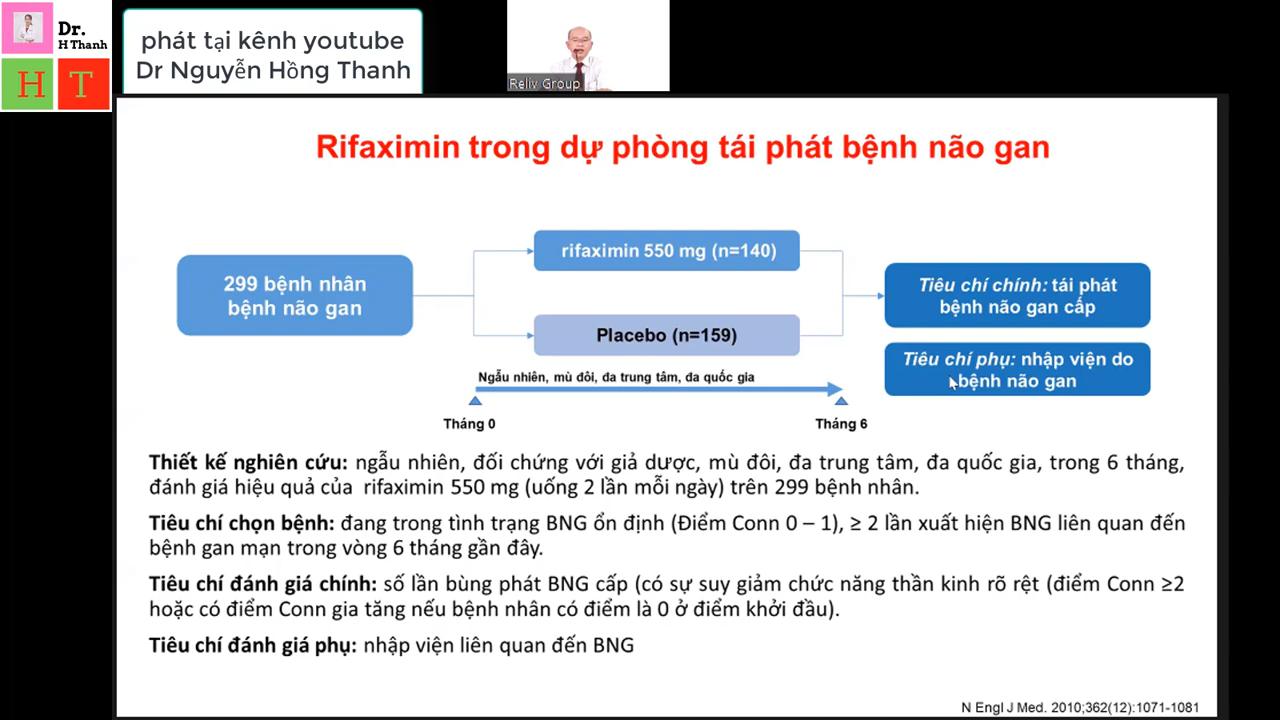 Dr.
H Thanh
H T
phát tại kênh youtube
Dr Nguyễn Hồng Thanh
Reliv Group
Rifaximin trong dự phòng tái phát bệnh não gan
299 bệnh nhân
bệnh não gan
rifaximin 550 mg (n=140)
Placebo (n=159)
Tiêu chí chính: tái phát
bệnh não gan cấp
Tiêu chí phụ: nhập viện do
bệnh não gan
Ngẫu nhiên, mù đôi, đa trung tâm, đa quốc gia
Tháng 0
Tháng 6
Thiết kế nghiên cứu: ngẫu nhiên, đối chứng với giả dược, mù đôi, đa trung tâm, đa quốc gia, trong 6 tháng,
đánh giá hiệu quả của rifaximin 550 mg (uống 2 lần mỗi ngày) trên 299 bệnh nhân.
Tiêu chí chọn bệnh: đang trong tình trạng BNG ổn định (Điểm Conn 0 – 1), ≥ 2 lần xuất hiện BNG liên quan đến
bệnh gan mạn trong vòng 6 tháng gần đây.
Tiêu chí đánh giá chính: số lần bùng phát BNG cấp (có sự suy giảm chức năng thần kinh rõ rệt (điểm Conn ≥2
hoặc có điểm Conn gia tăng nếu bệnh nhân có điểm là 0 ở điểm khởi đầu).
Tiêu chí đánh giá phụ: nhập viện liên quan đến BNG
N Engl J Med. 2010;362(12):1071-1081